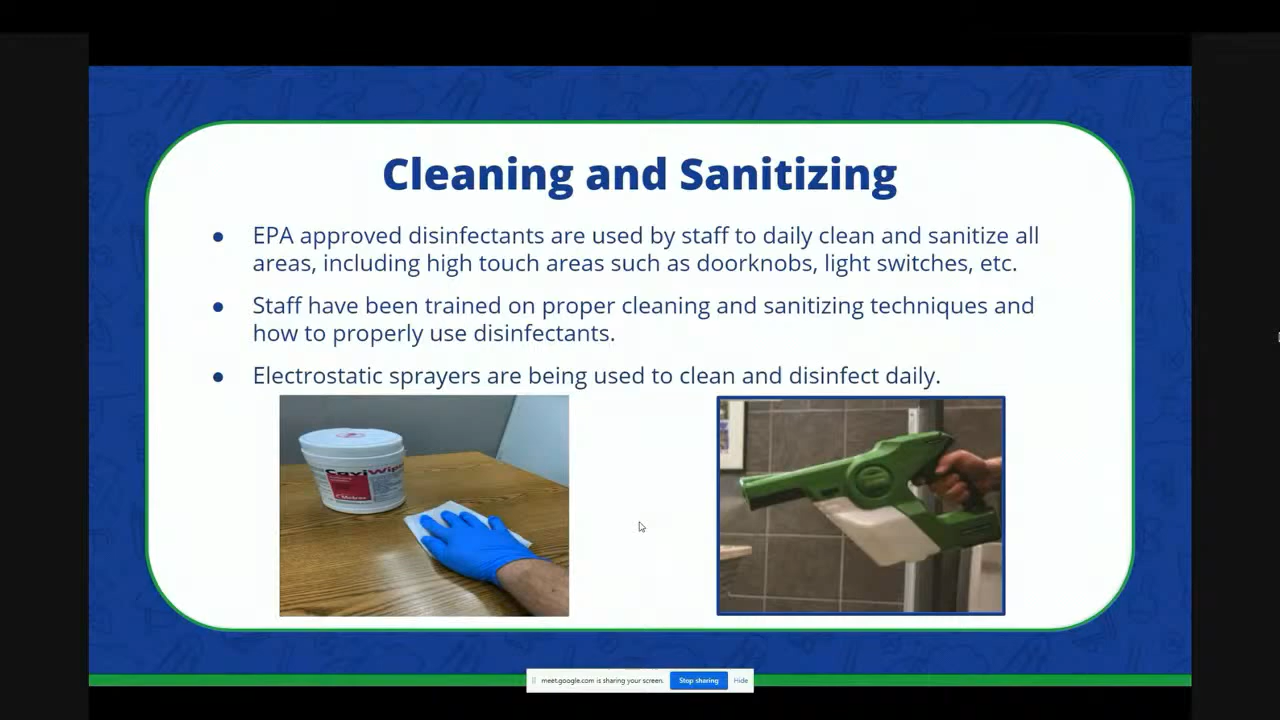 Cleaning and Sanitizing
● EPA approved disinfectants are used by staff to daily clean and sanitize all
areas, including high touch areas such as doorknobs, light switches, etc.
● Staff have been trained on proper cleaning and sanitizing techniques and
how to properly use disinfectants.
● Electrostatic sprayers are being used to clean and disinfect daily.
CaviWipes
meet.google.com is sharing your screen.
Stop sharing
Hide